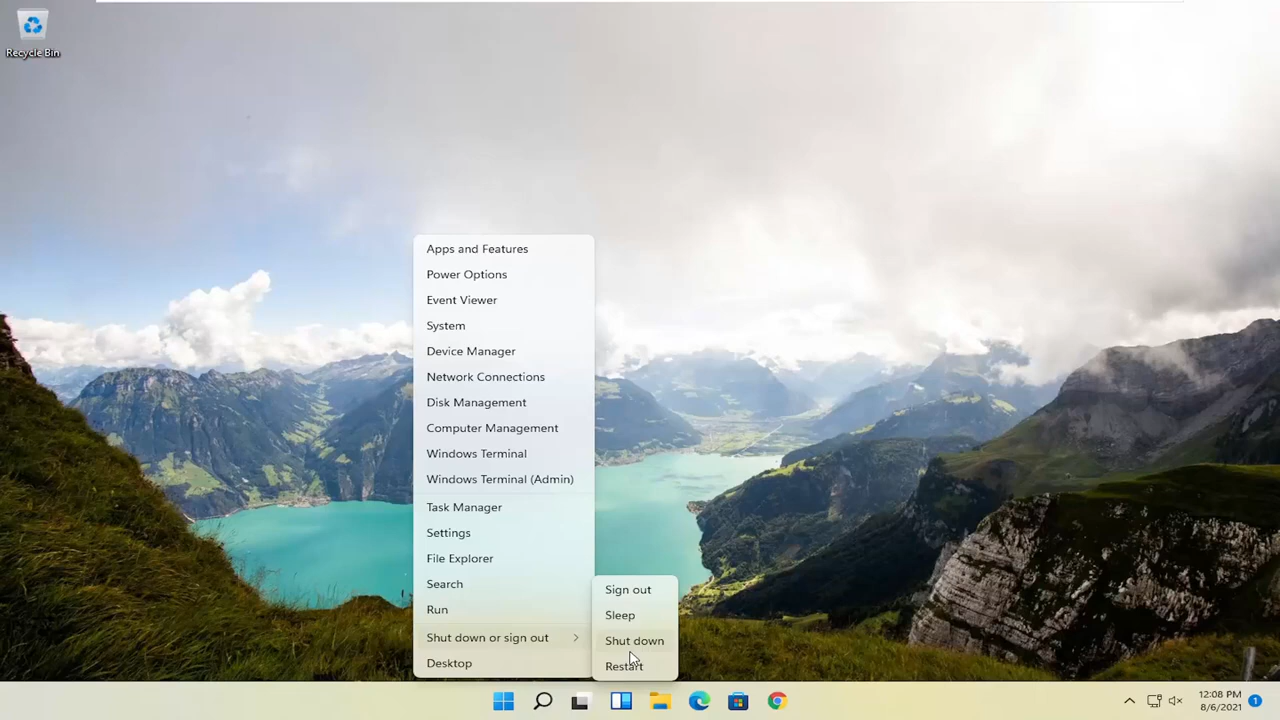 Recycle Bin
Apps and Features
Power Options
Event Viewer
System
Device Manager
Network Connections
Disk Management
Computer Management
Windows Terminal
Windows Terminal (Admin)
Task Manager
Settings
File Explorer
Search
Run
Shut down or sign out
Desktop
Sign out
Sleep
Shut down
Restart
12:08 PM
8/6/2021
1